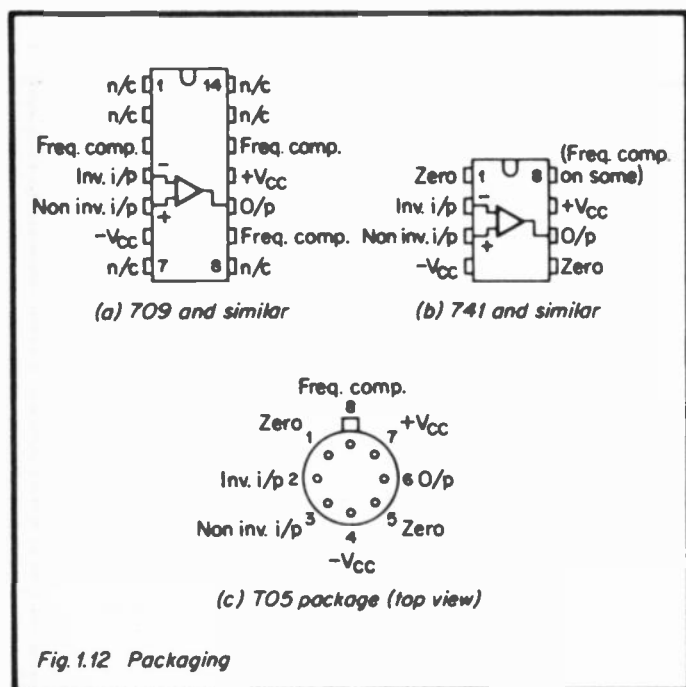 n/c 1 14 n/c
n/c n/c
Freq. comp. Freq. comp.
Inv. i/p − +VCC
Non inv. i/p + O/p
−VCC Freq. comp.
n/c 7 8 n/c
(a) 709 and similar
(Freq. comp.
Zero 1 8 on some)
Inv. i/p − +VCC
Non inv. i/p + O/p
−VCC Zero
(b) 741 and similar
Freq. comp.
8
Zero 1 7 +VCC
Inv. i/p 2 6 O/p
Non inv. i/p 3 5 Zero
4
−VCC
(c) T05 package (top view)
Fig. 1.12 Packaging